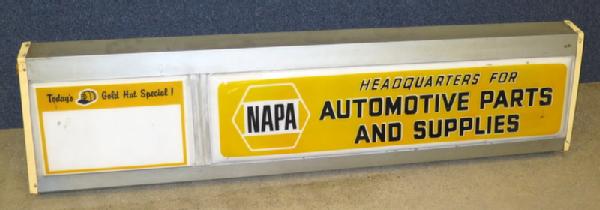 Today's Gold Hat Special!
NAPA
HEADQUARTERS FOR
AUTOMOTIVE PARTS
AND SUPPLIES